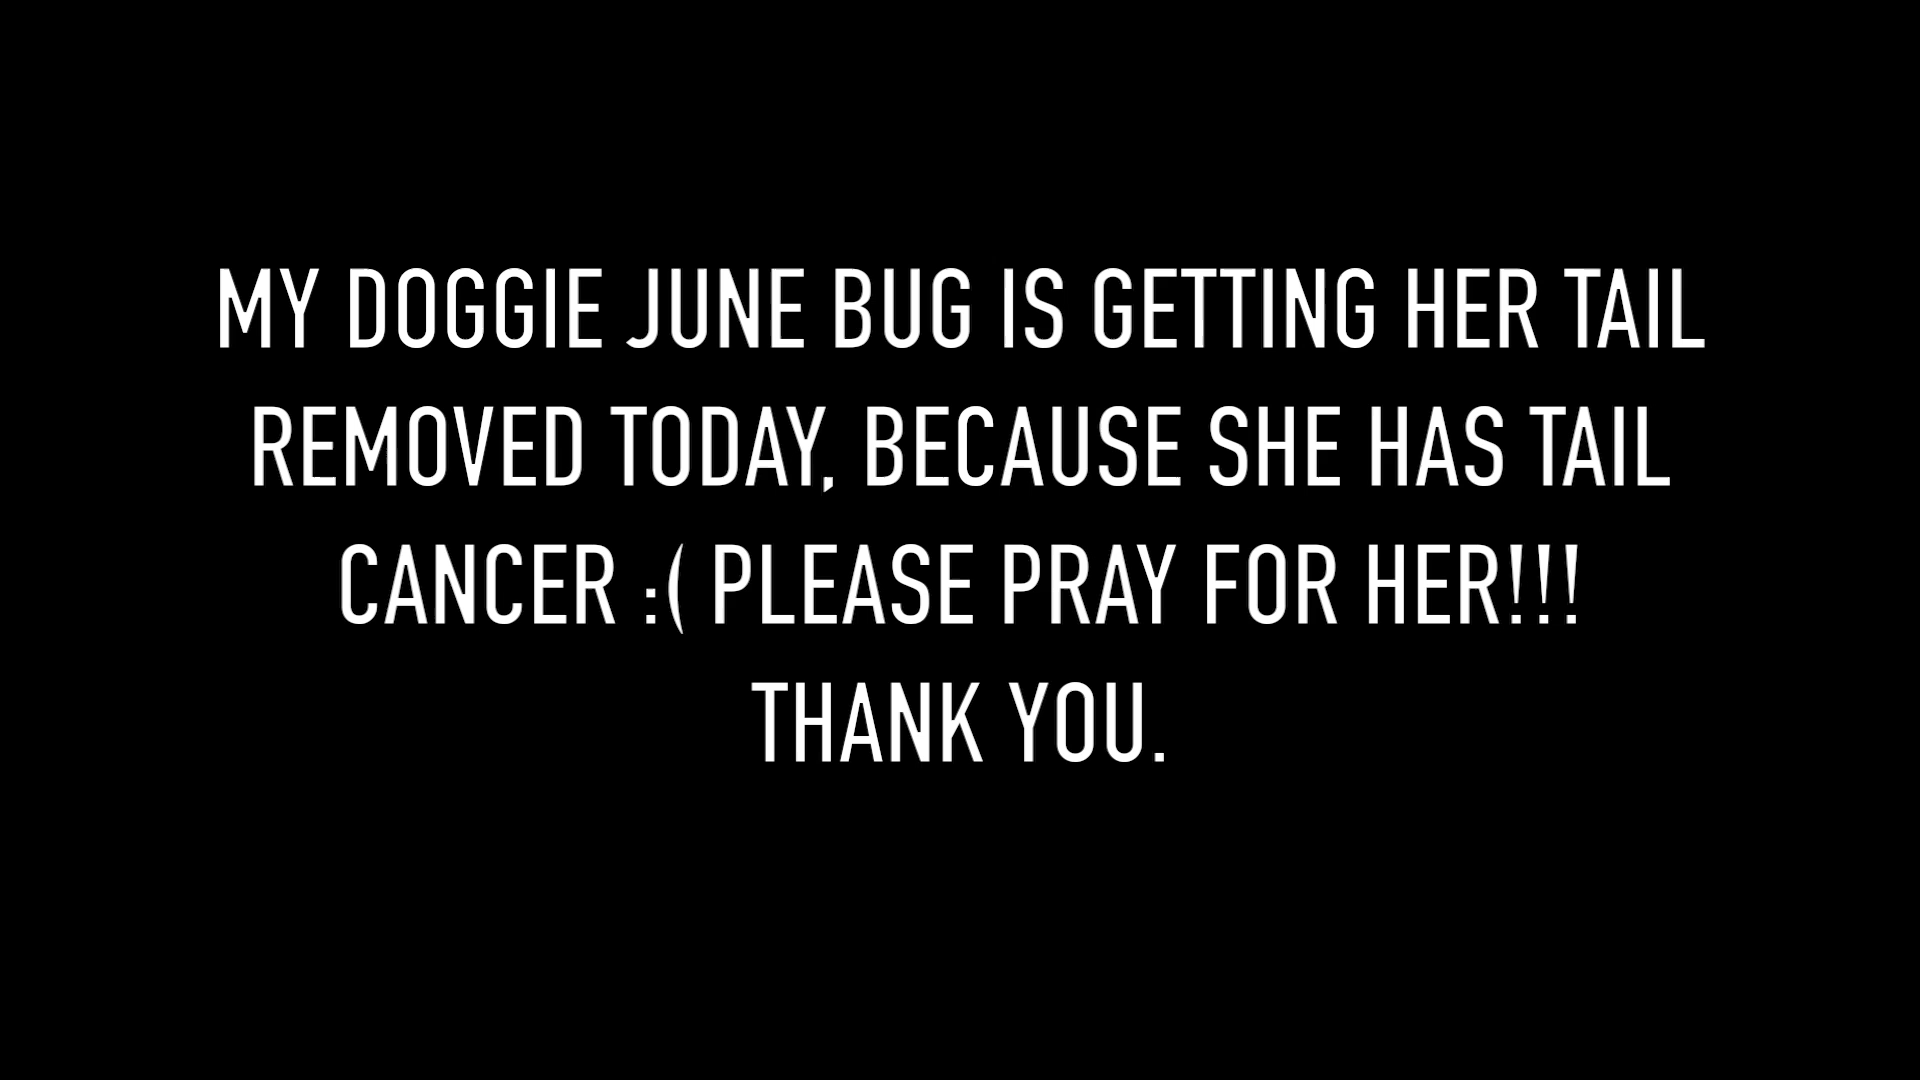 MY DOGGIE JUNE BUG IS GETTING HER TAIL
REMOVED TODAY, BECAUSE SHE HAS TAIL
CANCER :( PLEASE PRAY FOR HER!!!
THANK YOU.